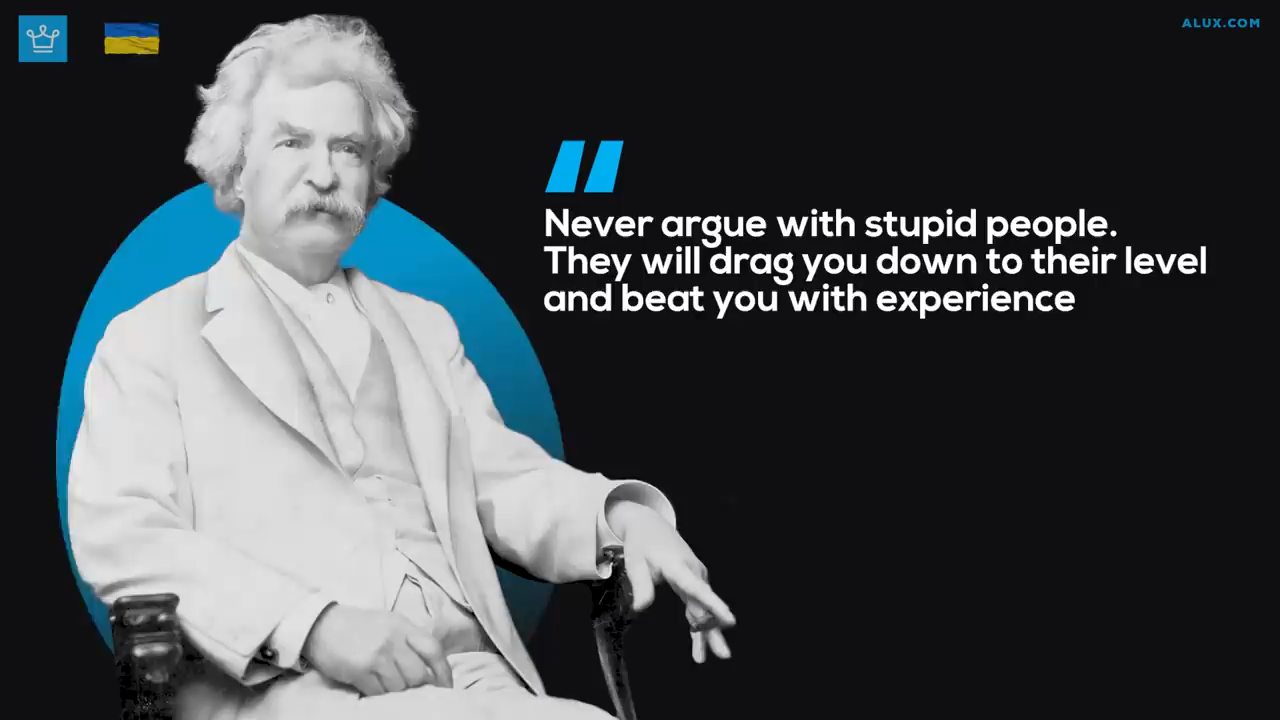 ALUX.COM
Never argue with stupid people.
They will drag you down to their level
and beat you with experience